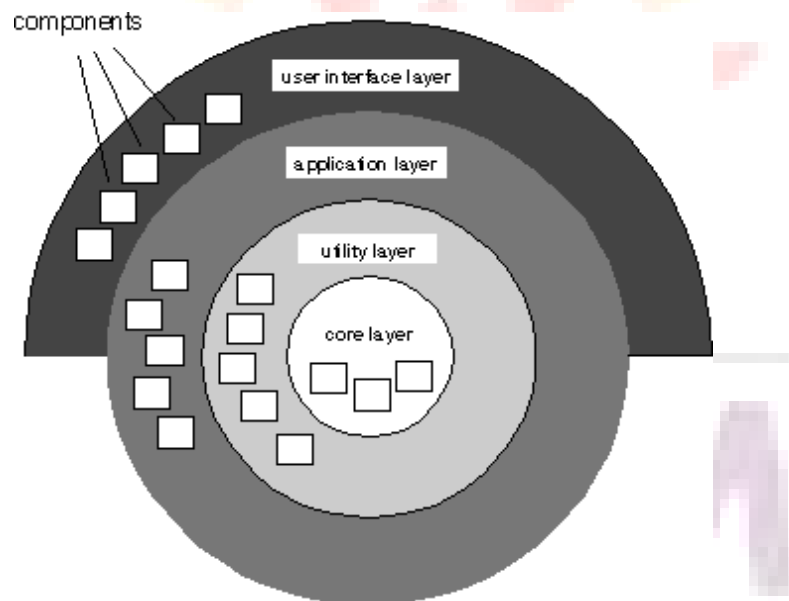 components
user interface layer
application layer
utility layer
core layer